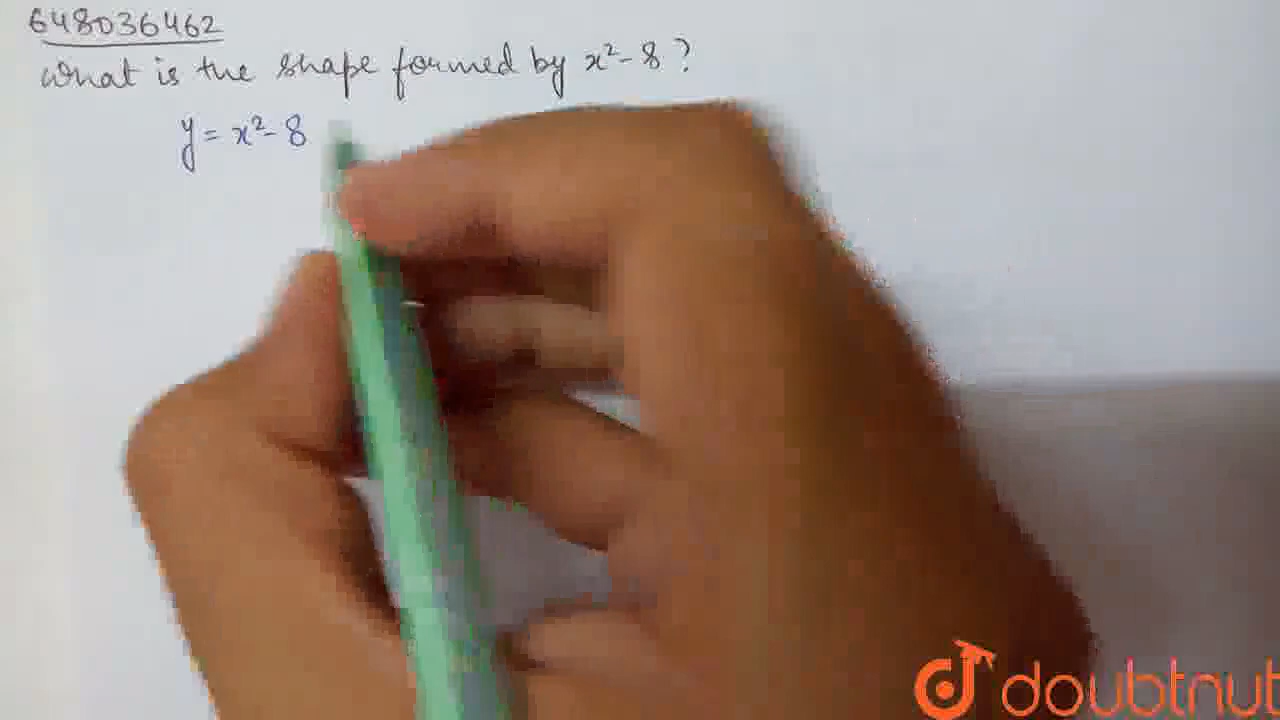 648036462
What is the shape formed by x²-8?
y = x²-8
doubtnut